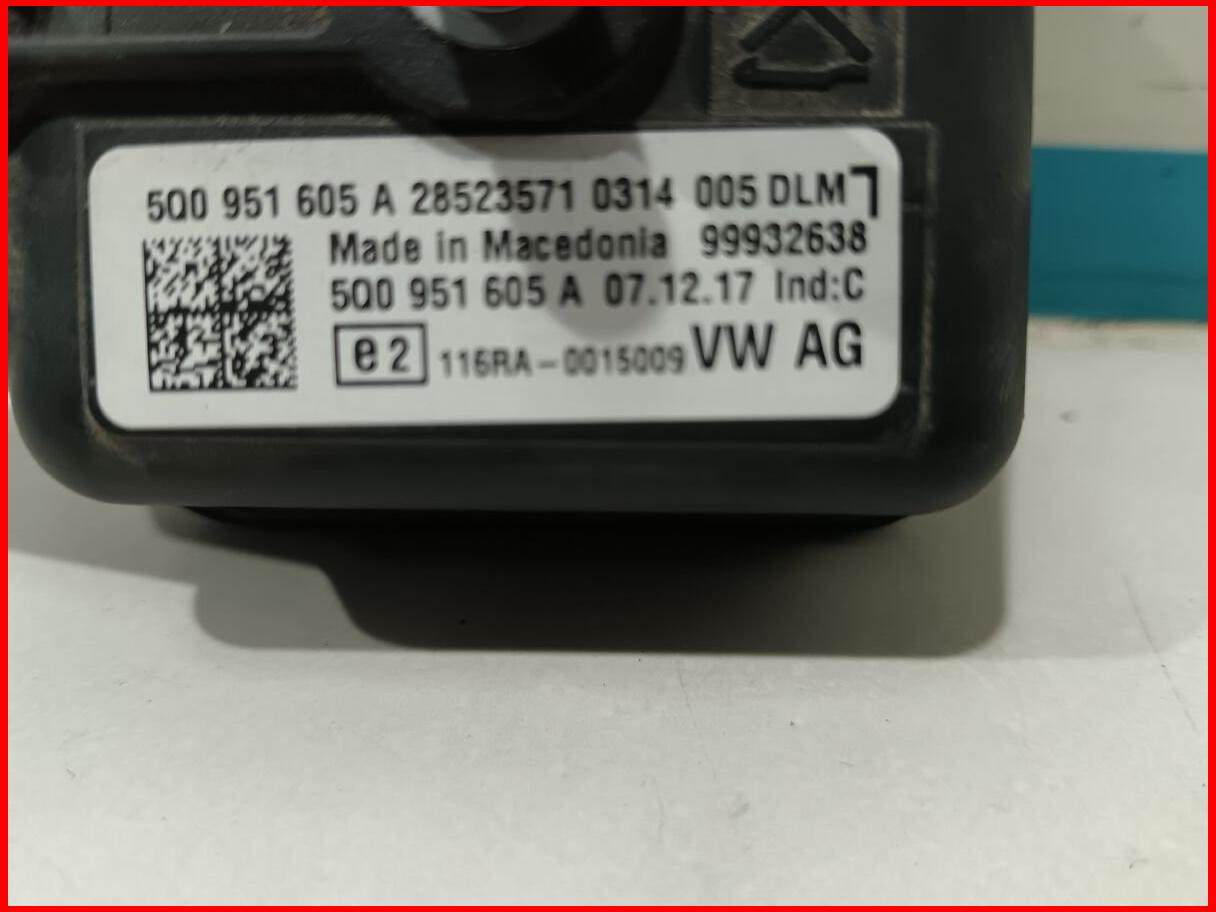 5Q0 951 605 A 28523571 0314 005 DLM
Made in Macedonia 99932638
5Q0 951 605 A 07.12.17 Ind:C
e2 116RA-0015009 VW AG